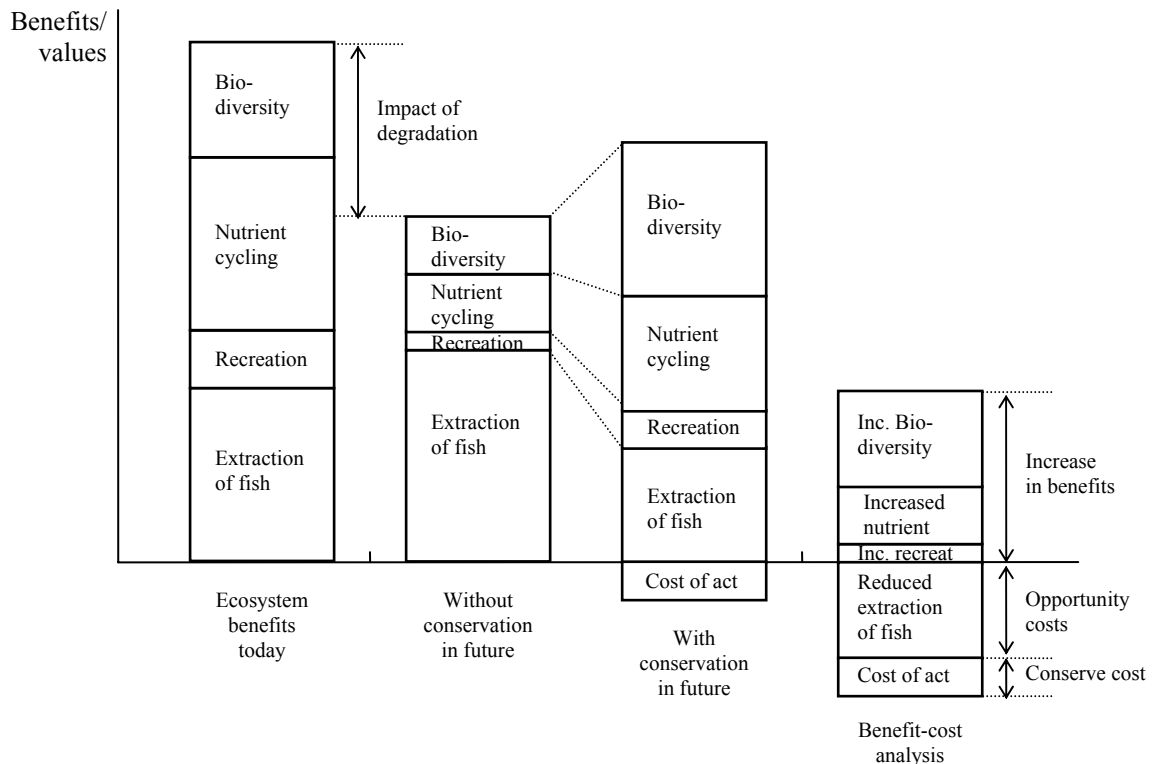 Benefits/
values
Bio-
diversity
Nutrient
cycling
Recreation
Extraction
of fish
Ecosystem
benefits
today
Impact of
degradation
Bio-
diversity
Nutrient
cycling
Recreation
Extraction
of fish
Without
conservation
in future
Bio-
diversity
Nutrient
cycling
Recreation
Extraction
of fish
Cost of act
With
conservation
in future
Inc. Bio-
diversity
Increased
nutrient
Inc. recreat
Reduced
extraction
of fish
Cost of act
Benefit-cost
analysis
Increase
in benefits
Opportunity
costs
Conserve cost